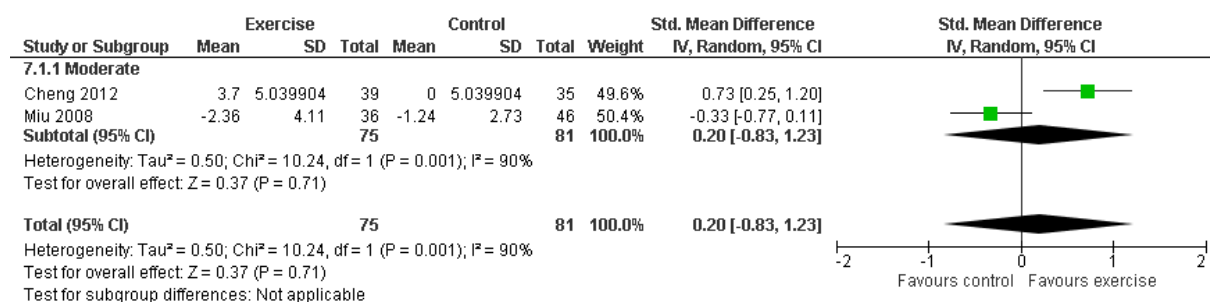 Exercise Control Std. Mean Difference Std. Mean Difference
Study or Subgroup Mean SD Total Mean SD Total Weight IV, Random, 95% CI IV, Random, 95% CI
7.1.1 Moderate
Cheng 2012 3.7 5.039904 39 0 5.039904 35 49.6% 0.73 [0.25, 1.20]
Miu 2008 -2.36 4.11 36 -1.24 2.73 46 50.4% -0.33 [-0.77, 0.11]
Subtotal (95% CI) 75 81 100.0% 0.20 [-0.83, 1.23]
Heterogeneity: Tau² = 0.50; Chi² = 10.24, df = 1 (P = 0.001); I² = 90%
Test for overall effect: Z = 0.37 (P = 0.71)
Total (95% CI) 75 81 100.0% 0.20 [-0.83, 1.23]
Heterogeneity: Tau² = 0.50; Chi² = 10.24, df = 1 (P = 0.001); I² = 90%
Test for overall effect: Z = 0.37 (P = 0.71)
Test for subgroup differences: Not applicable
-2 -1 0 1 2
Favours control Favours exercise